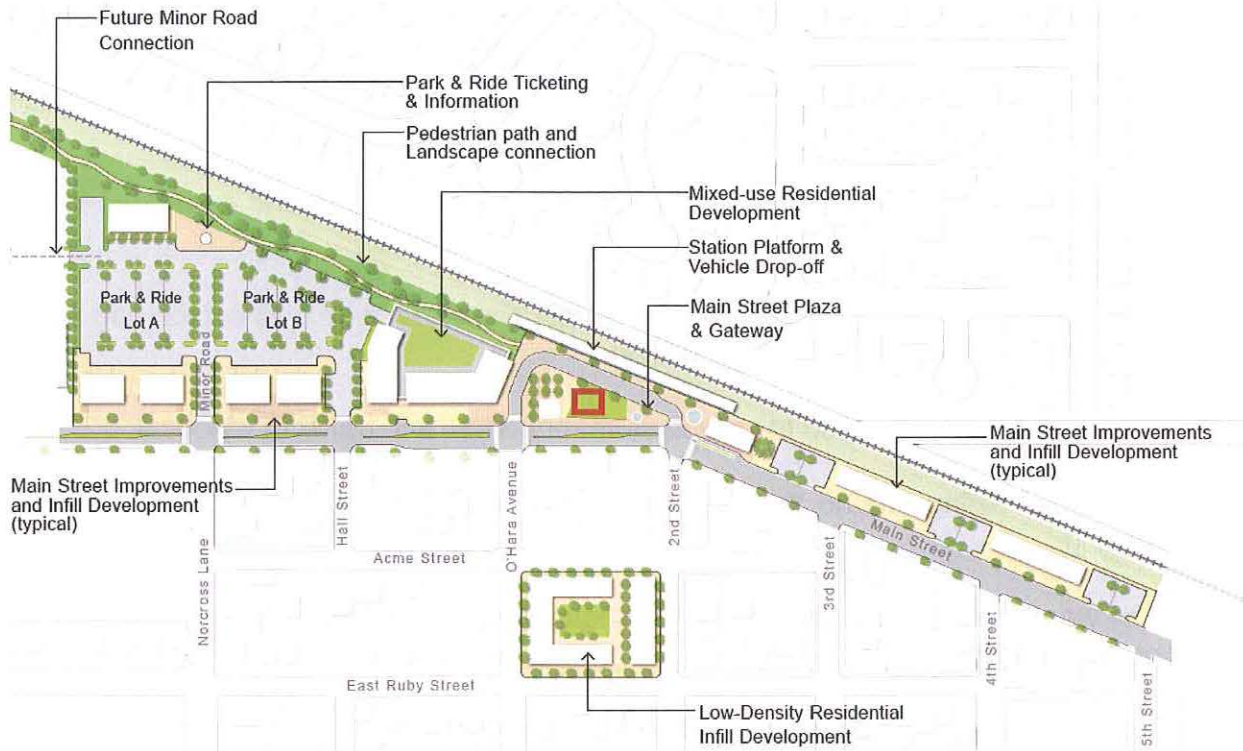 Future Minor Road
Connection
Park & Ride Ticketing
& Information
Pedestrian path and
Landscape connection
Mixed-use Residential
Development
Station Platform &
Vehicle Drop-off
Main Street Plaza
& Gateway
Park & Ride
Lot A
Park & Ride
Lot B
Minor Road
Main Street Improvements
and Infill Development
(typical)
Main Street Improvements
and Infill Development
(typical)
Norcross Lane
Hall Street
O'Hara Avenue
2nd Street
Main Street
3rd Street
4th Street
5th Street
Acme Street
East Ruby Street
Low-Density Residential
Infill Development